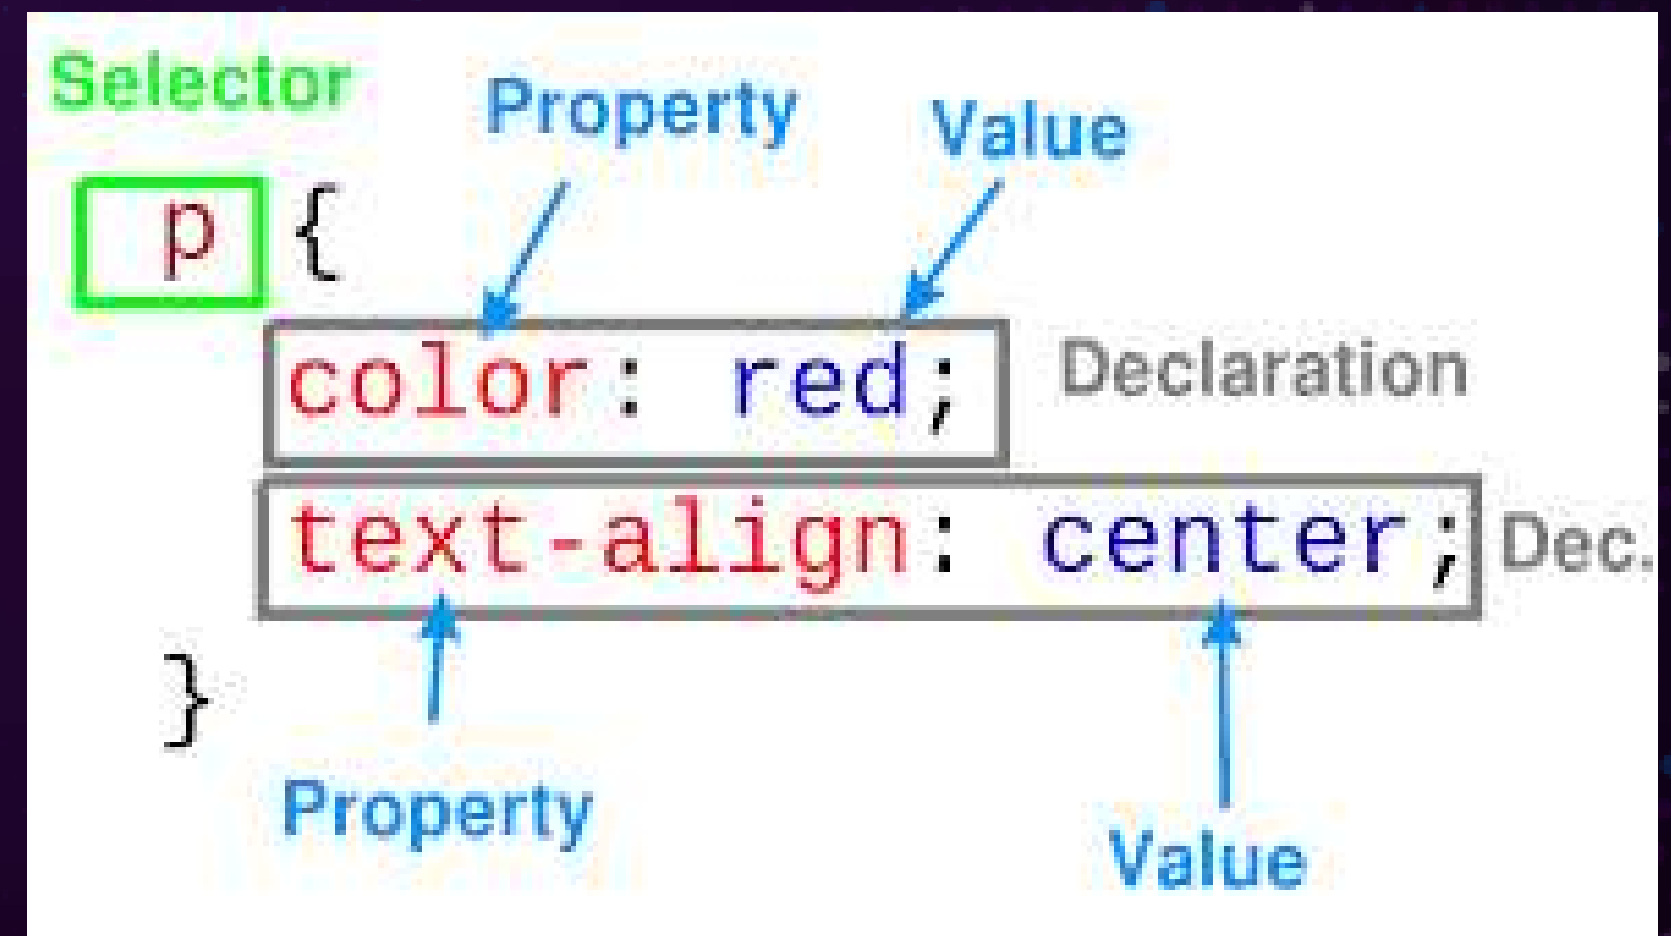 Selector
Property
Value
p {
color: red;
Declaration
text-align: center;
Dec.
}
Property
Value